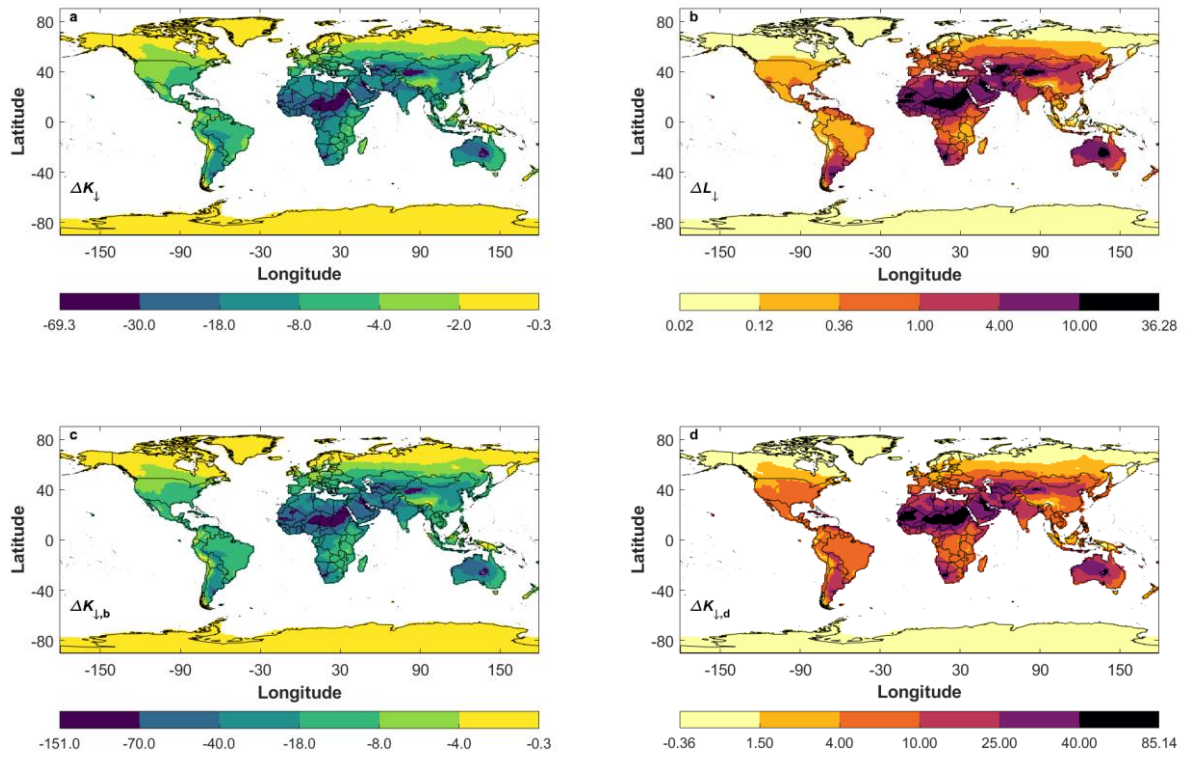 a
80
40
0
-40
-80
Latitude
ΔK↓
-150 -90 -30 30 90 150
Longitude
-69.3 -30.0 -18.0 -8.0 -4.0 -2.0 -0.3
b
80
40
0
-40
-80
Latitude
ΔL↓
-150 -90 -30 30 90 150
Longitude
0.02 0.12 0.36 1.00 4.00 10.00 36.28
c
80
40
0
-40
-80
Latitude
ΔK↓,b
-150 -90 -30 30 90 150
Longitude
-151.0 -70.0 -40.0 -18.0 -8.0 -4.0 -0.3
d
80
40
0
-40
-80
Latitude
ΔK↓,d
-150 -90 -30 30 90 150
Longitude
-0.36 1.50 4.00 10.00 25.00 40.00 85.14